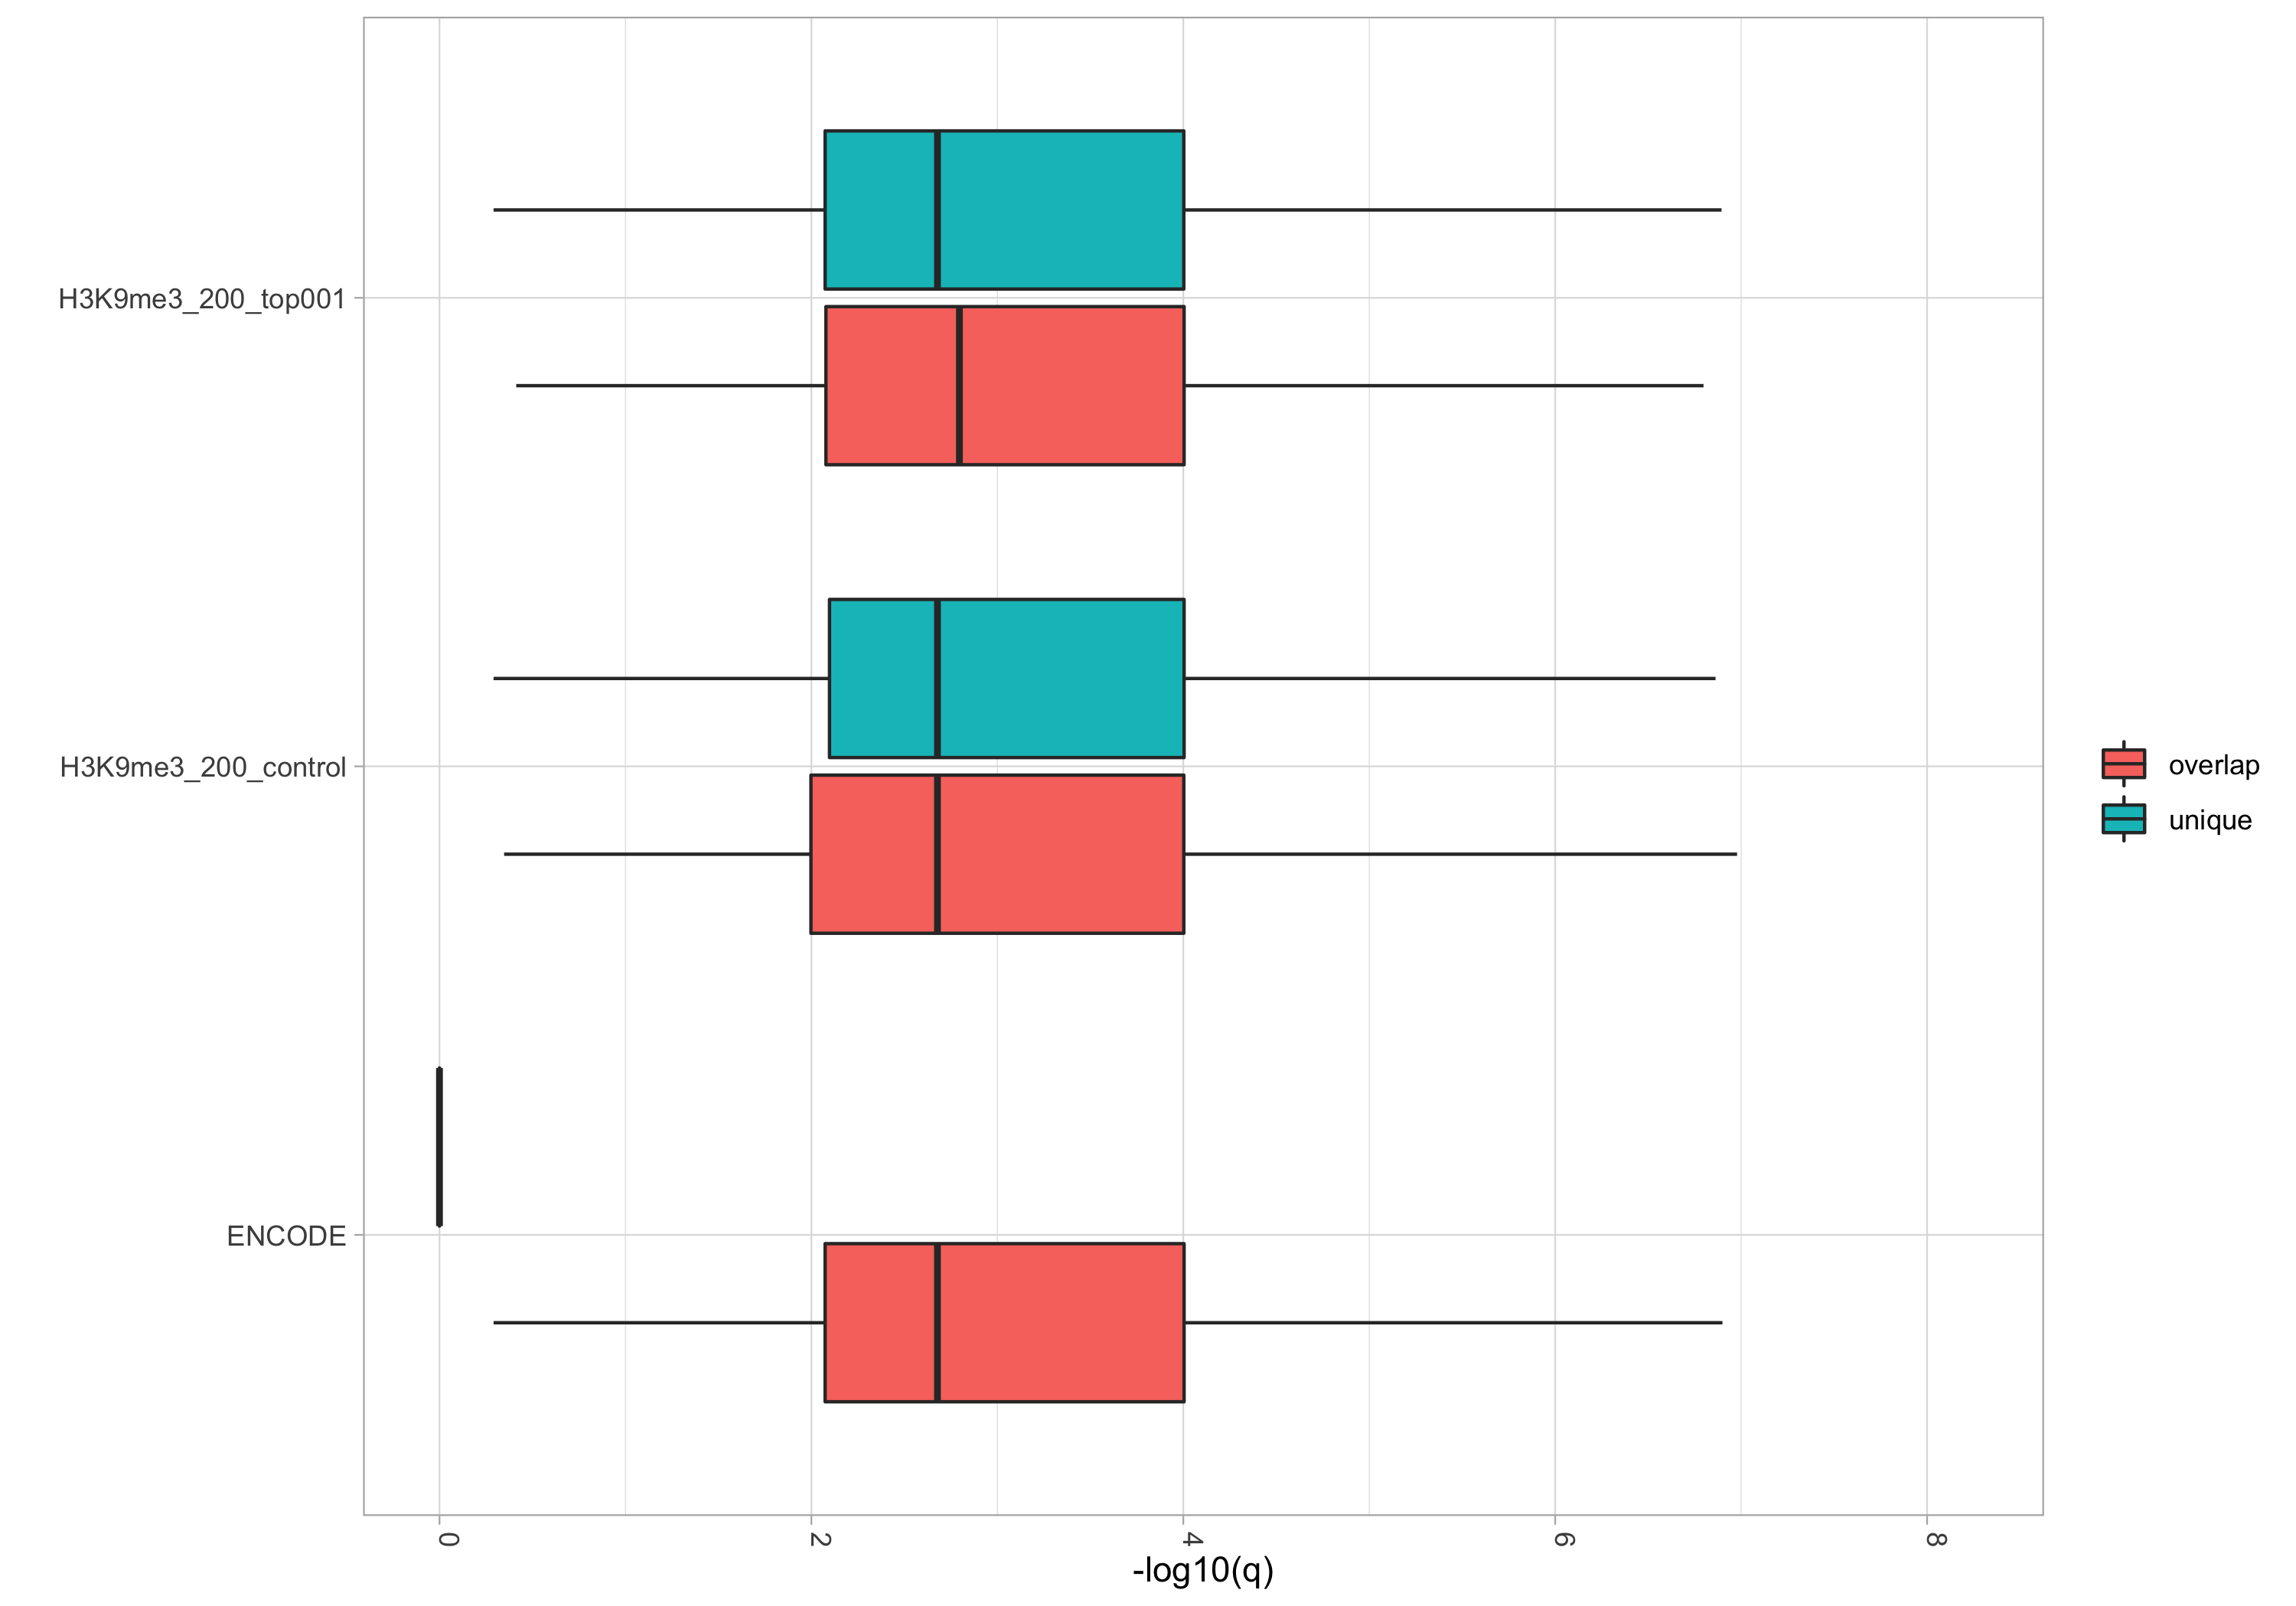 H3K9me3_200_top001
H3K9me3_200_control
ENCODE
0 2 4 6 8
-log10(q)
overlap
unique